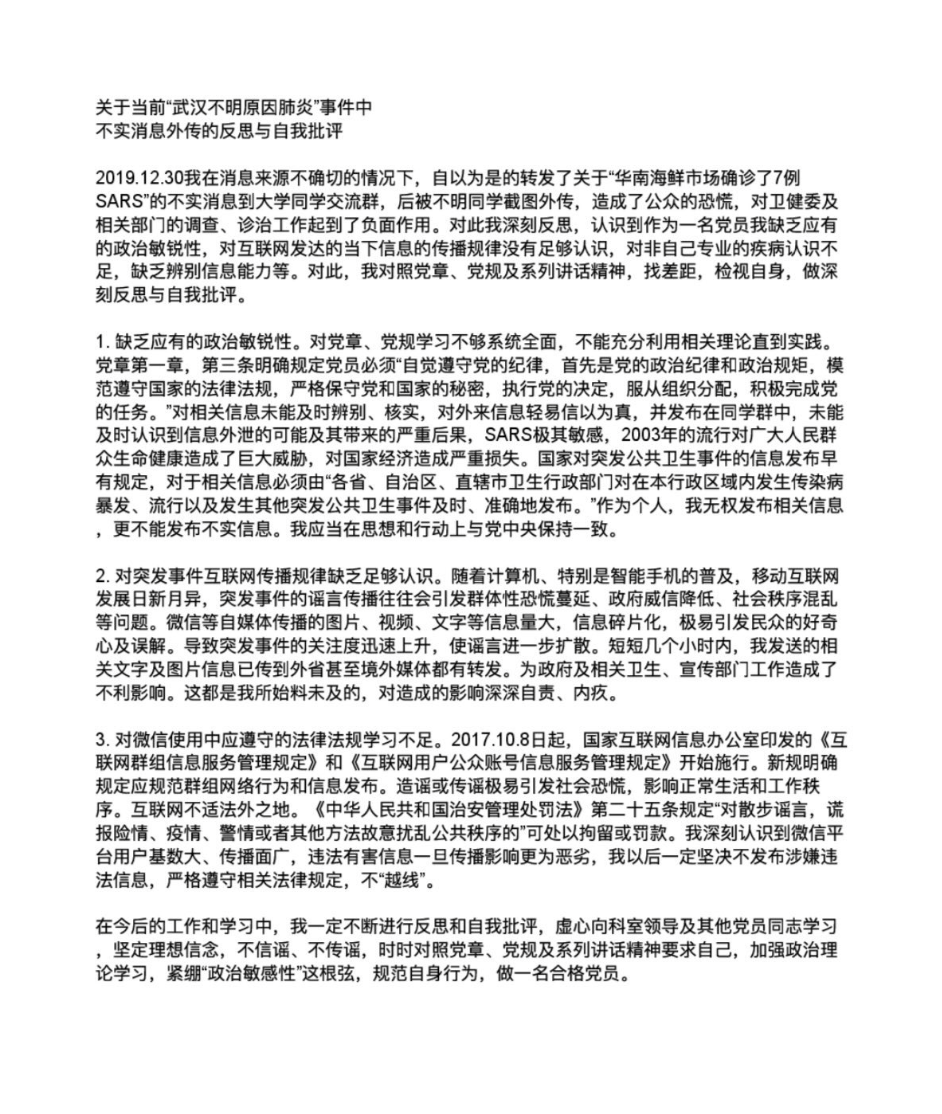 关于当前“武汉不明原因肺炎”事件中
不实消息外传的反思与自我批评
2019.12.30我在消息来源不确切的情况下，自以为是的转发了关于“华南海鲜市场确诊了7例
SARS”的不实消息到大学同学交流群，后被不明同学截图外传，造成了公众的恐慌，对卫健委及
相关部门的调查、诊治工作起到了负面作用。对此我深刻反思，认识到作为一名党员我缺乏应有
的政治敏锐性，对互联网发达的当下信息的传播规律没有足够认识，对非自己专业的疾病认识不
足，缺乏辨别信息能力等。对此，我对照党章、党规及系列讲话精神，找差距，检视自身，做深
刻反思与自我批评。
1. 缺乏应有的政治敏锐性。对党章、党规学习不够系统全面，不能充分利用相关理论直到实践。
党章第一章，第三条明确规定党员必须“自觉遵守党的纪律，首先是党的政治纪律和政治规矩，模
范遵守国家的法律法规，严格保守党和国家的秘密，执行党的决定，服从组织分配，积极完成党
的任务。”对相关信息未能及时辨别、核实，对外来信息轻易信以为真，并发布在同学群中，未能
及时认识到信息外泄的可能及其带来的严重后果，SARS极其敏感，2003年的流行对广大人民群
众生命健康造成了巨大威胁，对国家经济造成严重损失。国家对突发公共卫生事件的信息发布早
有规定，对于相关信息必须由“各省、自治区、直辖市卫生行政部门对在本行政区域内发生传染病
暴发、流行以及发生其他突发公共卫生事件及时、准确地发布。”作为个人，我无权发布相关信息
，更不能发布不实信息。我应当在思想和行动上与党中央保持一致。
2. 对突发事件互联网传播规律缺乏足够认识。随着计算机、特别是智能手机的普及，移动互联网
发展日新月异，突发事件的谣言传播往往会引发群体性恐慌蔓延、政府威信降低、社会秩序混乱
等问题。微信等自媒体传播的图片、视频、文字等信息量大，信息碎片化，极易引发民众的好奇
心及误解。导致突发事件的关注度迅速上升，使谣言进一步扩散。短短几个小时内，我发送的相
关文字及图片信息已传到外省甚至境外媒体都有转发。为政府及相关卫生、宣传部门工作造成了
不利影响。这都是我所始料未及的，对造成的影响深深自责、内疚。
3. 对微信使用中应遵守的法律法规学习不足。2017.10.8日起，国家互联网信息办公室印发的《互
联网群组信息服务管理规定》和《互联网用户公众账号信息服务管理规定》开始施行。新规明确
规定应规范群组网络行为和信息发布。造谣或传谣极易引发社会恐慌，影响正常生活和工作秩
序。互联网不适法外之地。《中华人民共和国治安管理处罚法》第二十五条规定“对散步谣言，谎
报险情、疫情、警情或者其他方法故意扰乱公共秩序的”可处以拘留或罚款。我深刻认识到微信平
台用户基数大、传播面广，违法有害信息一旦传播影响更为恶劣，我以后一定坚决不发布涉嫌违
法信息，严格遵守相关法律规定，不“越线”。
在今后的工作和学习中，我一定不断进行反思和自我批评，虚心向科室领导及其他党员同志学习
，坚定理想信念，不信谣、不传谣，时时对照党章、党规及系列讲话精神要求自己，加强政治理
论学习，紧绷“政治敏感性”这根弦，规范自身行为，做一名合格党员。